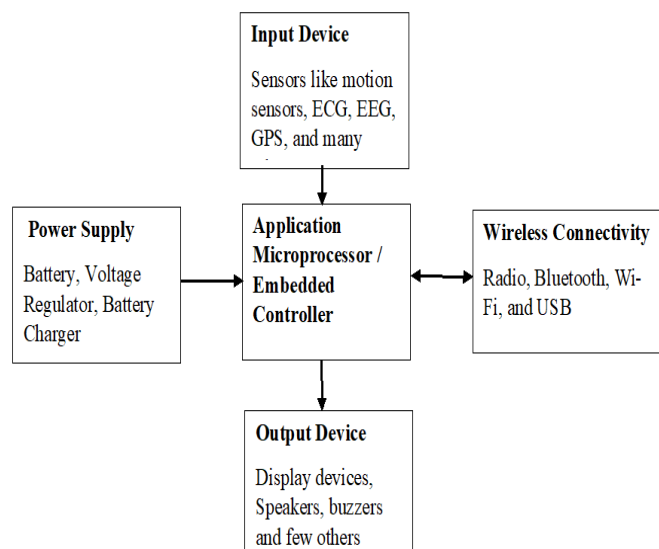 Input Device
Sensors like motion
sensors, ECG, EEG,
GPS, and many
Power Supply
Battery, Voltage
Regulator, Battery
Charger
Application
Microprocessor /
Embedded
Controller
Wireless Connectivity
Radio, Bluetooth, Wi-
Fi, and USB
Output Device
Display devices,
Speakers, buzzers
and few others